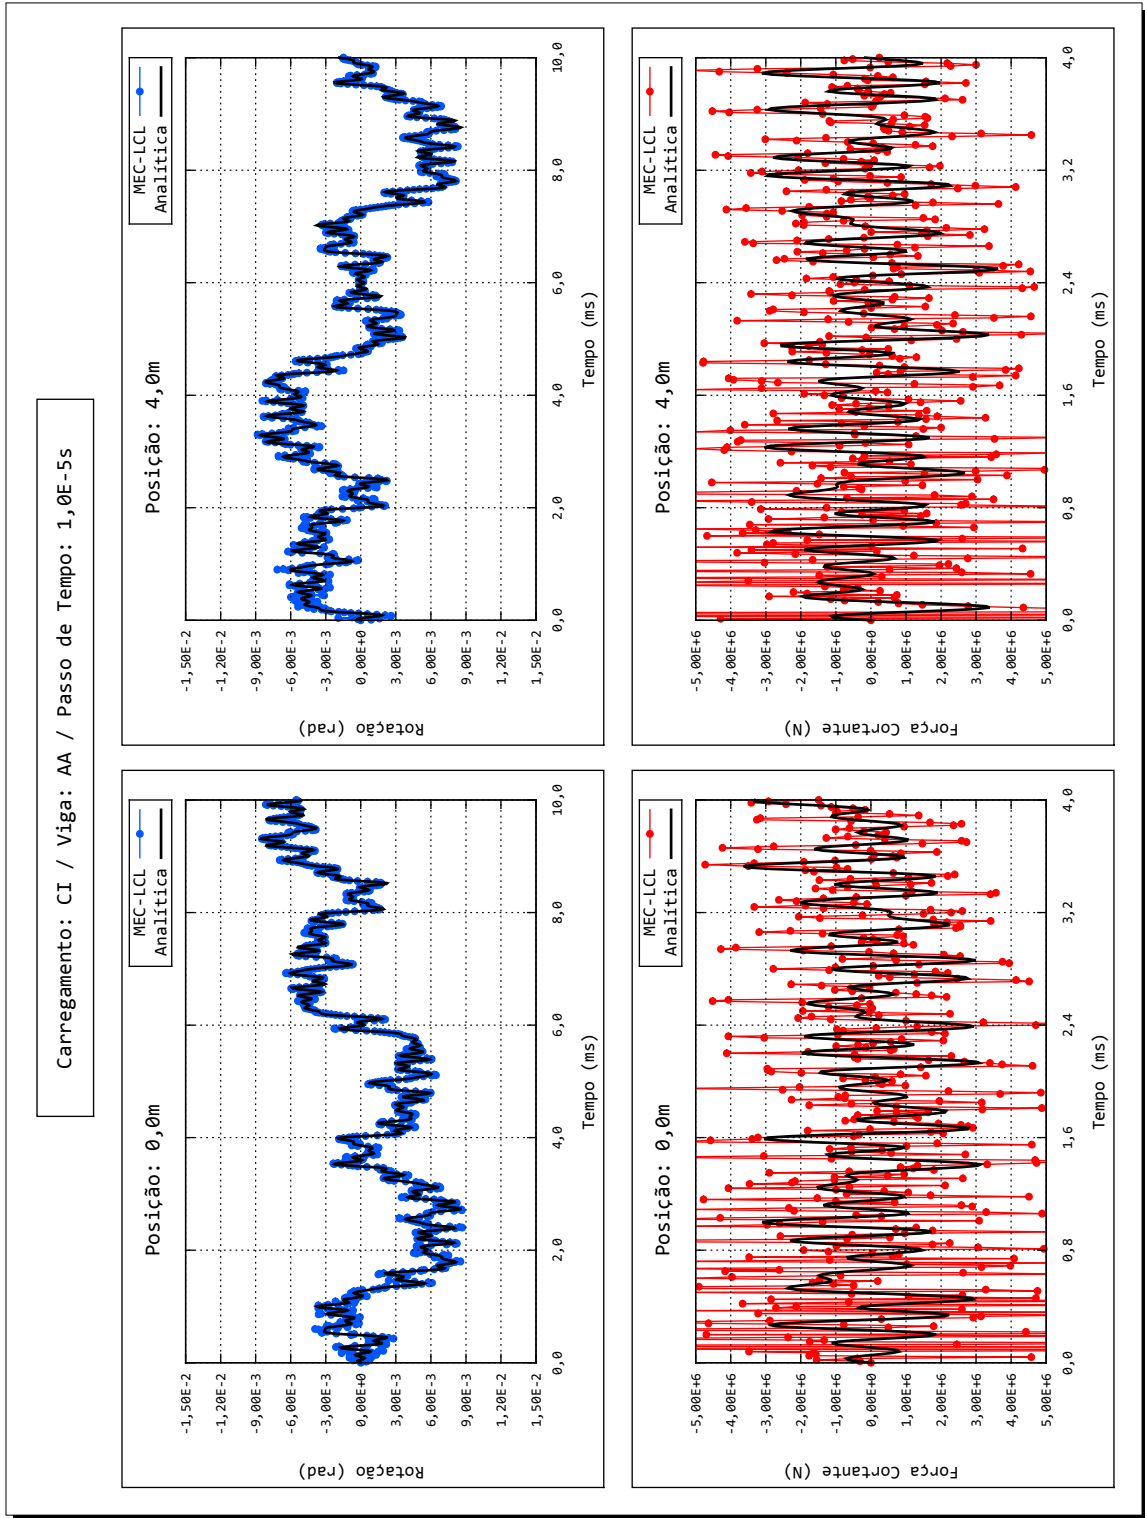 Carregamento: CI / Viga: AA / Passo de Tempo: 1,0E-5s
Posição: 0,0m
MEC-LCL
Analítica
Rotação (rad)
-1,50E-2
-1,20E-2
-9,00E-3
-6,00E-3
-3,00E-3
0,00E+0
3,00E-3
6,00E-3
9,00E-3
1,20E-2
1,50E-2
0,0
2,0
4,0
6,0
8,0
10,0
Tempo (ms)
Posição: 4,0m
MEC-LCL
Analítica
Rotação (rad)
-1,50E-2
-1,20E-2
-9,00E-3
-6,00E-3
-3,00E-3
0,00E+0
3,00E-3
6,00E-3
9,00E-3
1,20E-2
1,50E-2
0,0
2,0
4,0
6,0
8,0
10,0
Tempo (ms)
Posição: 0,0m
MEC-LCL
Analítica
Força Cortante (N)
-5,00E+6
-4,00E+6
-3,00E+6
-2,00E+6
-1,00E+6
0,00E+0
1,00E+6
2,00E+6
3,00E+6
4,00E+6
5,00E+6
0,0
0,8
1,6
2,4
3,2
4,0
Tempo (ms)
Posição: 4,0m
MEC-LCL
Analítica
Força Cortante (N)
-5,00E+6
-4,00E+6
-3,00E+6
-2,00E+6
-1,00E+6
0,00E+0
1,00E+6
2,00E+6
3,00E+6
4,00E+6
5,00E+6
0,0
0,8
1,6
2,4
3,2
4,0
Tempo (ms)